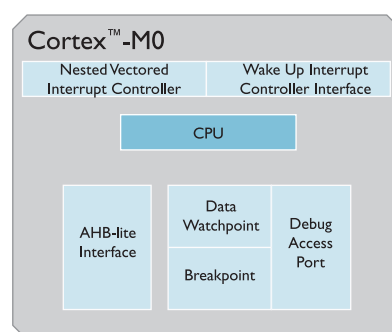 Cortex™-M0
Nested Vectored
Interrupt Controller
Wake Up Interrupt
Controller Interface
CPU
AHB-lite
Interface
Data
Watchpoint
Breakpoint
Debug
Access
Port